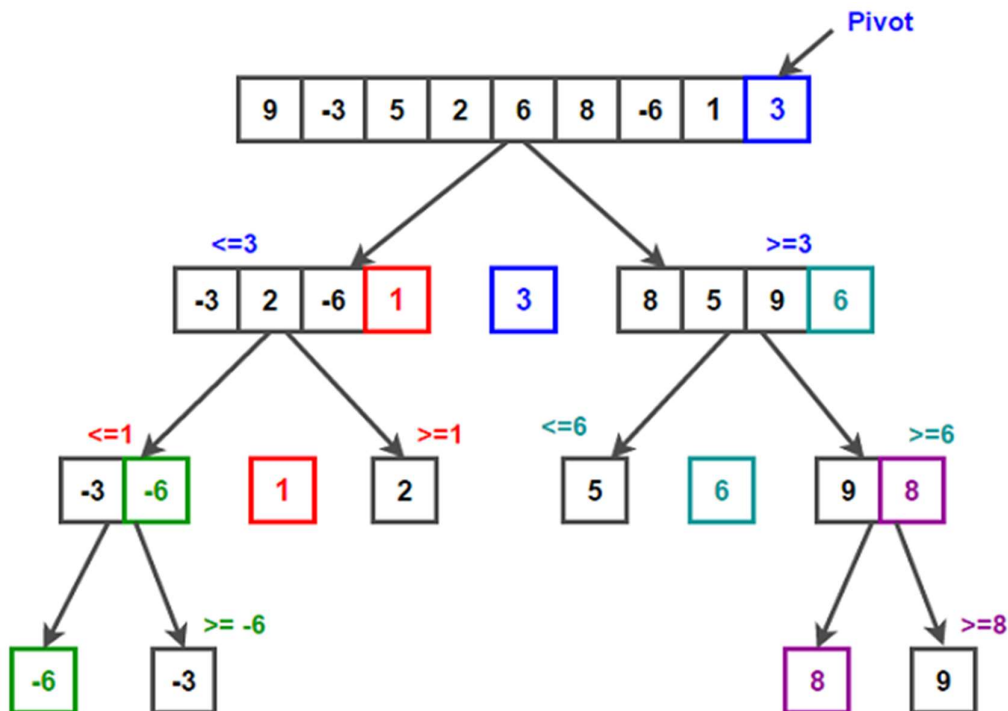 Pivot
9 -3 5 2 6 8 -6 1 3
<=3 >=3
-3 2 -6 1 3 8 5 9 6
<=1 >=1 <=6 >=6
-3 -6 1 2 5 6 9 8
>= -6 >=8
-6 -3 8 9